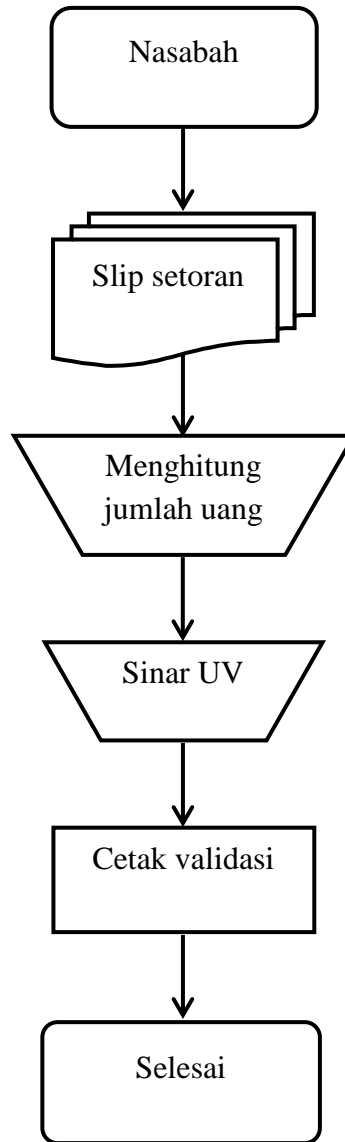 Nasabah
Slip setoran
Menghitung
jumlah uang
Sinar UV
Cetak validasi
Selesai